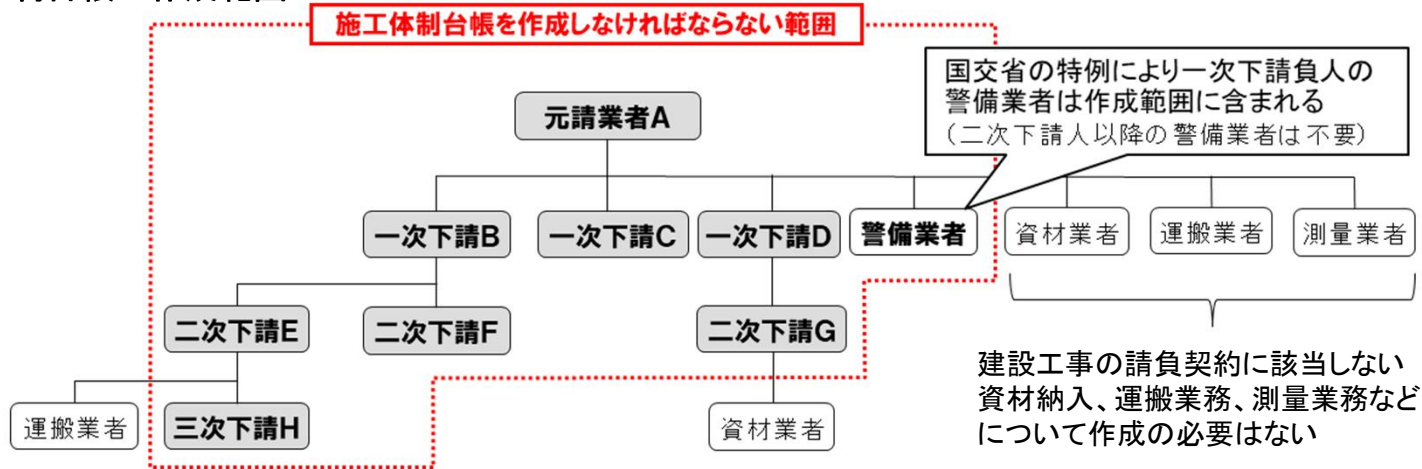 施工体制台帳を作成しなければならない範囲
国交省の特例により一次下請負人の
警備業者は作成範囲に含まれる
(二次下請人以降の警備業者は不要)
元請業者A
一次下請B
一次下請C
一次下請D
警備業者
資材業者
運搬業者
測量業者
二次下請E
二次下請F
二次下請G
建設工事の請負契約に該当しない
資材納入、運搬業務、測量業務など
について作成の必要はない
運搬業者
三次下請H
資材業者